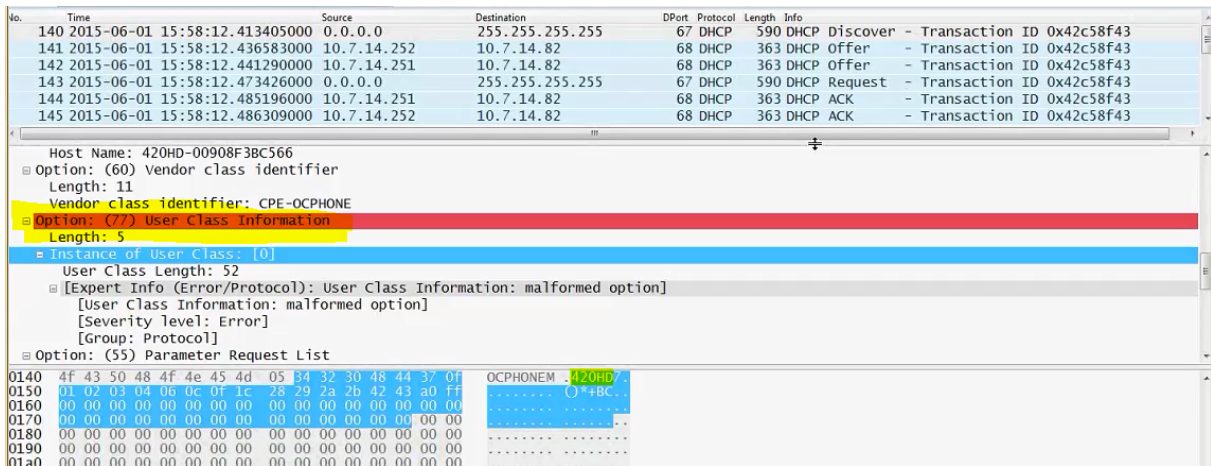 No. Time Source Destination DPort Protocol Length Info
140 2015-06-01 15:58:12.413405000 0.0.0.0 255.255.255.255 67 DHCP 590 DHCP Discover - Transaction ID 0x42c58f43
141 2015-06-01 15:58:12.436583000 10.7.14.252 10.7.14.82 68 DHCP 363 DHCP Offer - Transaction ID 0x42c58f43
142 2015-06-01 15:58:12.441290000 10.7.14.251 10.7.14.82 68 DHCP 363 DHCP Offer - Transaction ID 0x42c58f43
143 2015-06-01 15:58:12.473426000 0.0.0.0 255.255.255.255 67 DHCP 590 DHCP Request - Transaction ID 0x42c58f43
144 2015-06-01 15:58:12.485196000 10.7.14.251 10.7.14.82 68 DHCP 363 DHCP ACK - Transaction ID 0x42c58f43
145 2015-06-01 15:58:12.486309000 10.7.14.252 10.7.14.82 68 DHCP 363 DHCP ACK - Transaction ID 0x42c58f43
Host Name: 420HD-00908F3BC566
Option: (60) Vendor class identifier
Length: 11
Vendor class identifier: CPE-OCPHONE
Option: (77) User Class Information
Length: 5
Instance of User Class: [0]
User Class Length: 52
[Expert Info (Error/Protocol): User Class Information: malformed option]
[User Class Information: malformed option]
[Severity level: Error]
[Group: Protocol]
Option: (55) Parameter Request List
0140 4f 43 50 48 4f 4e 45 4d 05 34 32 30 48 44 37 0f OCPHONEM .420HD7.
0150 01 02 03 04 06 0c 0f 1c 28 29 2a 2b 42 43 a0 ff ........ ()*+BC..
0160 00 00 00 00 00 00 00 00 00 00 00 00 00 00 00 00 ........ ........
0170 00 00 00 00 00 00 00 00 00 00 00 00 00 00 00 00 ........ ........
0180 00 00 00 00 00 00 00 00 00 00 00 00 00 00 00 00 ........ ........
0190 00 00 00 00 00 00 00 00 00 00 00 00 00 00 00 00 ........ ........
01a0 00 00 00 00 00 00 00 00 00 00 00 00 00 00 00 00 ........ ........